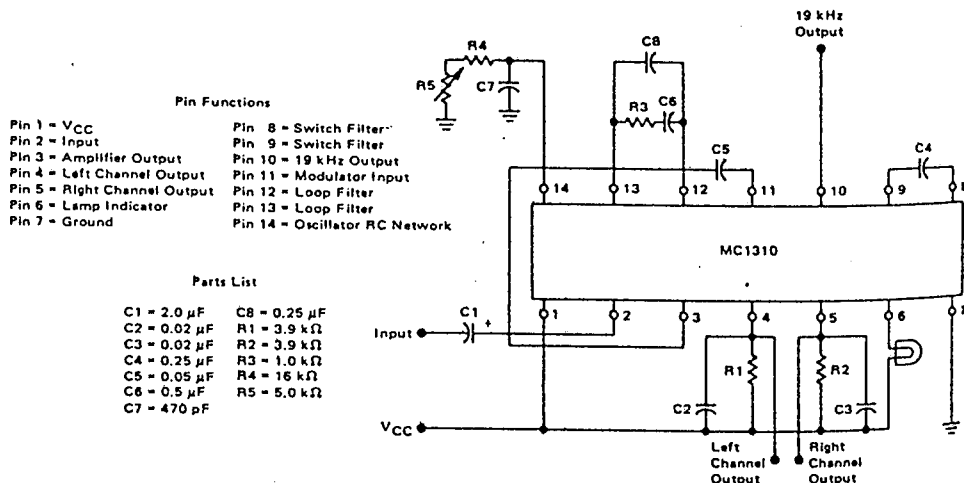 19 kHz
Output
R4
C8
R5
C7
R3
C6
C5
C4
Pin Functions
Pin 1 = VCC
Pin 2 = Input
Pin 3 = Amplifier Output
Pin 4 = Left Channel Output
Pin 5 = Right Channel Output
Pin 6 = Lamp Indicator
Pin 7 = Ground
Pin 8 = Switch Filter
Pin 9 = Switch Filter
Pin 10 = 19 kHz Output
Pin 11 = Modulator Input
Pin 12 = Loop Filter
Pin 13 = Loop Filter
Pin 14 = Oscillator RC Network
14
13
12
11
10
9
MC1310
Parts List
C1 = 2.0 µF
C2 = 0.02 µF
C3 = 0.02 µF
C4 = 0.25 µF
C5 = 0.05 µF
C6 = 0.5 µF
C7 = 470 pF
C8 = 0.25 µF
R1 = 3.9 kΩ
R2 = 3.9 kΩ
R3 = 1.0 kΩ
R4 = 16 kΩ
R5 = 5.0 kΩ
1
2
3
4
5
6
C1
+
Input
R1
R2
C2
C3
VCC
Left
Channel
Output
Right
Channel
Output